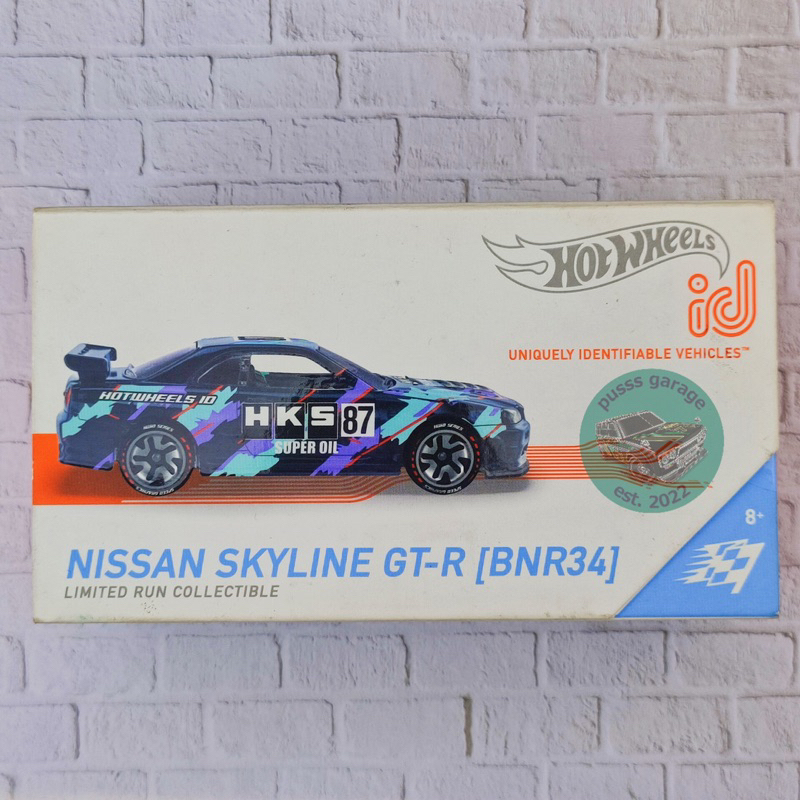 HOT WHEELS
id
UNIQUELY IDENTIFIABLE VEHICLES™
pusss garage
est. 2022
HOTWHEELS iD
HKS 87
SUPER OIL
8+
NISSAN SKYLINE GT-R [BNR34]
LIMITED RUN COLLECTIBLE